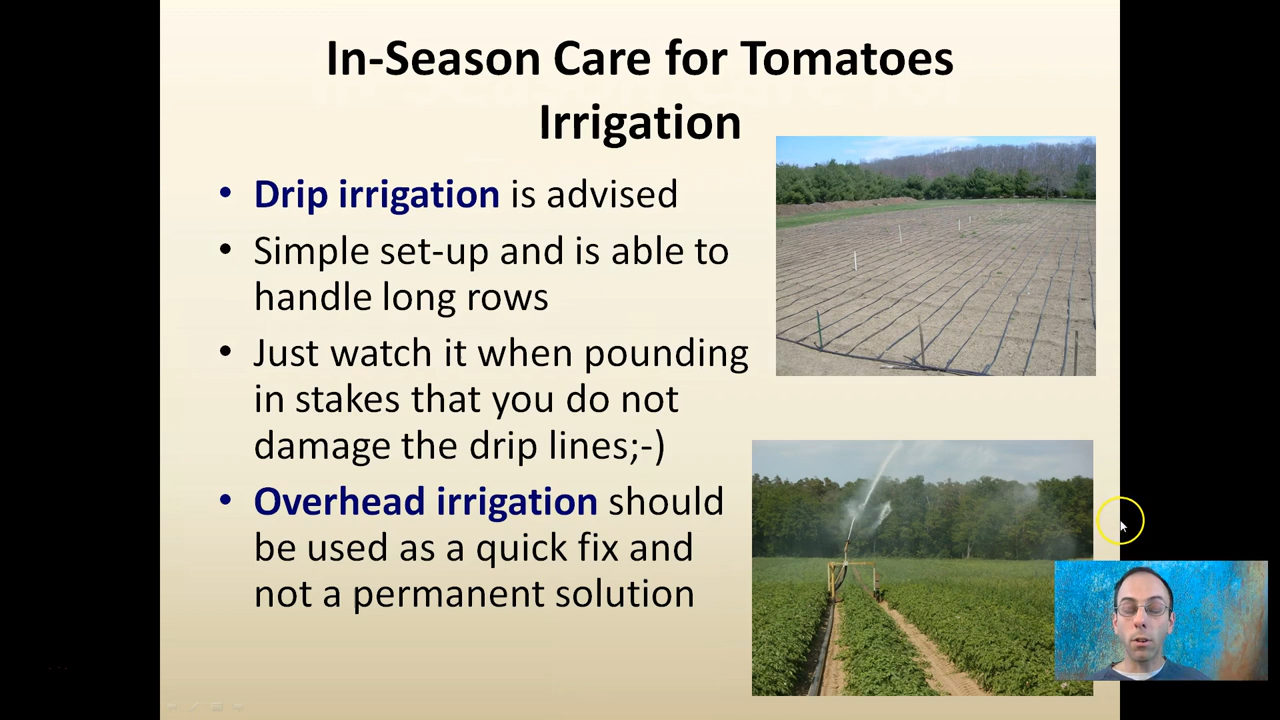 In-Season Care for Tomatoes
Irrigation
• Drip irrigation is advised
• Simple set-up and is able to
handle long rows
• Just watch it when pounding
in stakes that you do not
damage the drip lines;-)
• Overhead irrigation should
be used as a quick fix and
not a permanent solution